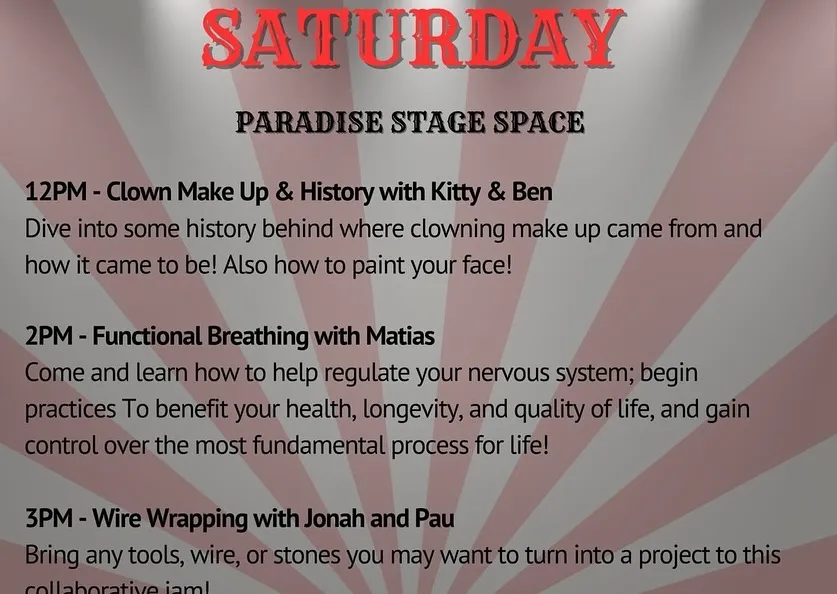 SATURDAY
PARADISE STAGE SPACE
12PM - Clown Make Up & History with Kitty & Ben
Dive into some history behind where clowning make up came from and
how it came to be! Also how to paint your face!
2PM - Functional Breathing with Matias
Come and learn how to help regulate your nervous system; begin
practices To benefit your health, longevity, and quality of life, and gain
control over the most fundamental process for life!
3PM - Wire Wrapping with Jonah and Pau
Bring any tools, wire, or stones you may want to turn into a project to this
collaborative jam!